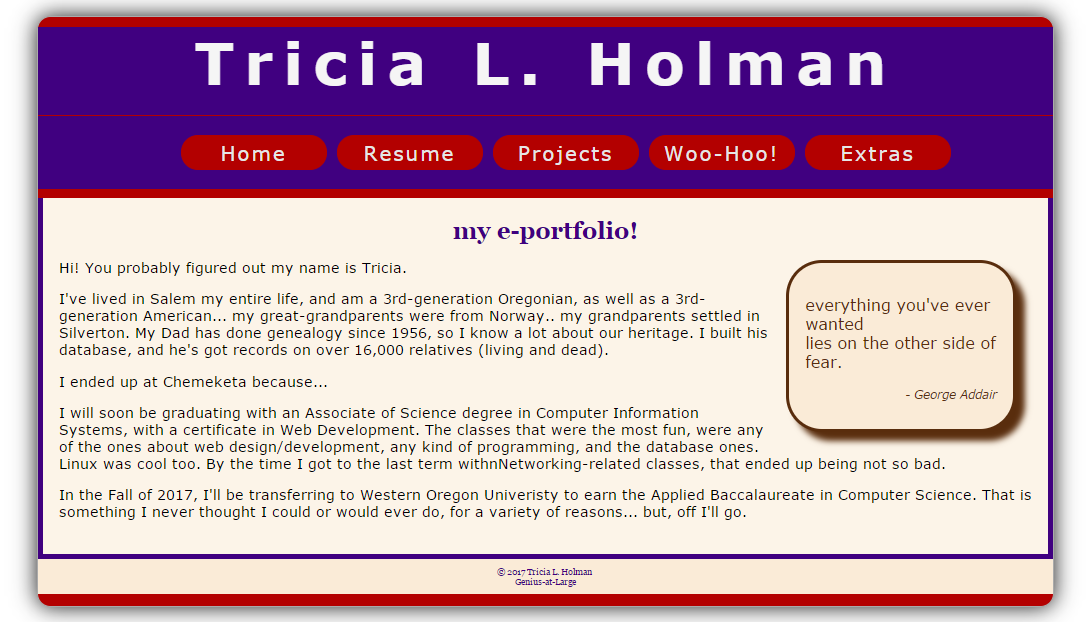 Tricia L. Holman
Home Resume Projects Woo-Hoo! Extras
my e-portfolio!
Hi! You probably figured out my name is Tricia.
I've lived in Salem my entire life, and am a 3rd-generation Oregonian, as well as a 3rd-
generation American... my great-grandparents were from Norway.. my grandparents settled in
Silverton. My Dad has done genealogy since 1956, so I know a lot about our heritage. I built his
database, and he's got records on over 16,000 relatives (living and dead).
I ended up at Chemeketa because...
I will soon be graduating with an Associate of Science degree in Computer Information
Systems, with a certificate in Web Development. The classes that were the most fun, were any
of the ones about web design/development, any kind of programming, and the database ones.
Linux was cool too. By the time I got to the last term withnNetworking-related classes, that ended up being not so bad.
In the Fall of 2017, I'll be transferring to Western Oregon Univeristy to earn the Applied Baccalaureate in Computer Science. That is
something I never thought I could or would ever do, for a variety of reasons... but, off I'll go.
everything you've ever
wanted
lies on the other side of
fear.
- George Addair
© 2017 Tricia L. Holman
Genius-at-Large